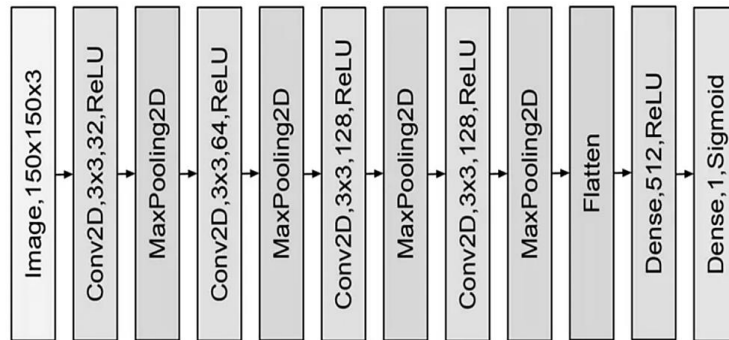 Image,150x150x3
Conv2D,3x3,32,ReLU
MaxPooling2D
Conv2D,3x3,64,ReLU
MaxPooling2D
Conv2D,3x3,128,ReLU
MaxPooling2D
Conv2D,3x3,128,ReLU
MaxPooling2D
Flatten
Dense,512,ReLU
Dense,1,Sigmoid